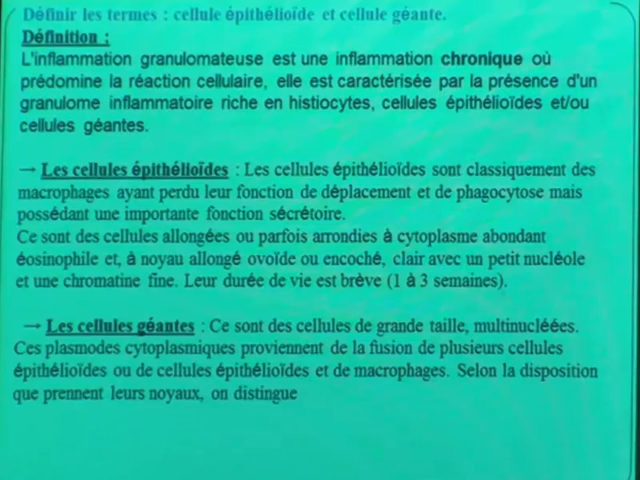 Définir les termes : cellule épithélioïde et cellule géante.
Définition :
L'inflammation granulomateuse est une inflammation chronique où
prédomine la réaction cellulaire, elle est caractérisée par la présence d'un
granulome inflammatoire riche en histiocytes, cellules épithélioïdes et/ou
cellules géantes.
→ Les cellules épithélioïdes : Les cellules épithélioïdes sont classiquement des
macrophages ayant perdu leur fonction de déplacement et de phagocytose mais
possédant une importante fonction sécrétoire.
Ce sont des cellules allongées ou parfois arrondies à cytoplasme abondant
éosinophile et, à noyau allongé ovoïde ou encoché, clair avec un petit nucléole
et une chromatine fine. Leur durée de vie est brève (1 à 3 semaines).
→ Les cellules géantes : Ce sont des cellules de grande taille, multinucléées.
Ces plasmodes cytoplasmiques proviennent de la fusion de plusieurs cellules
épithélioïdes ou de cellules épithélioïdes et de macrophages. Selon la disposition
que prennent leurs noyaux, on distingue